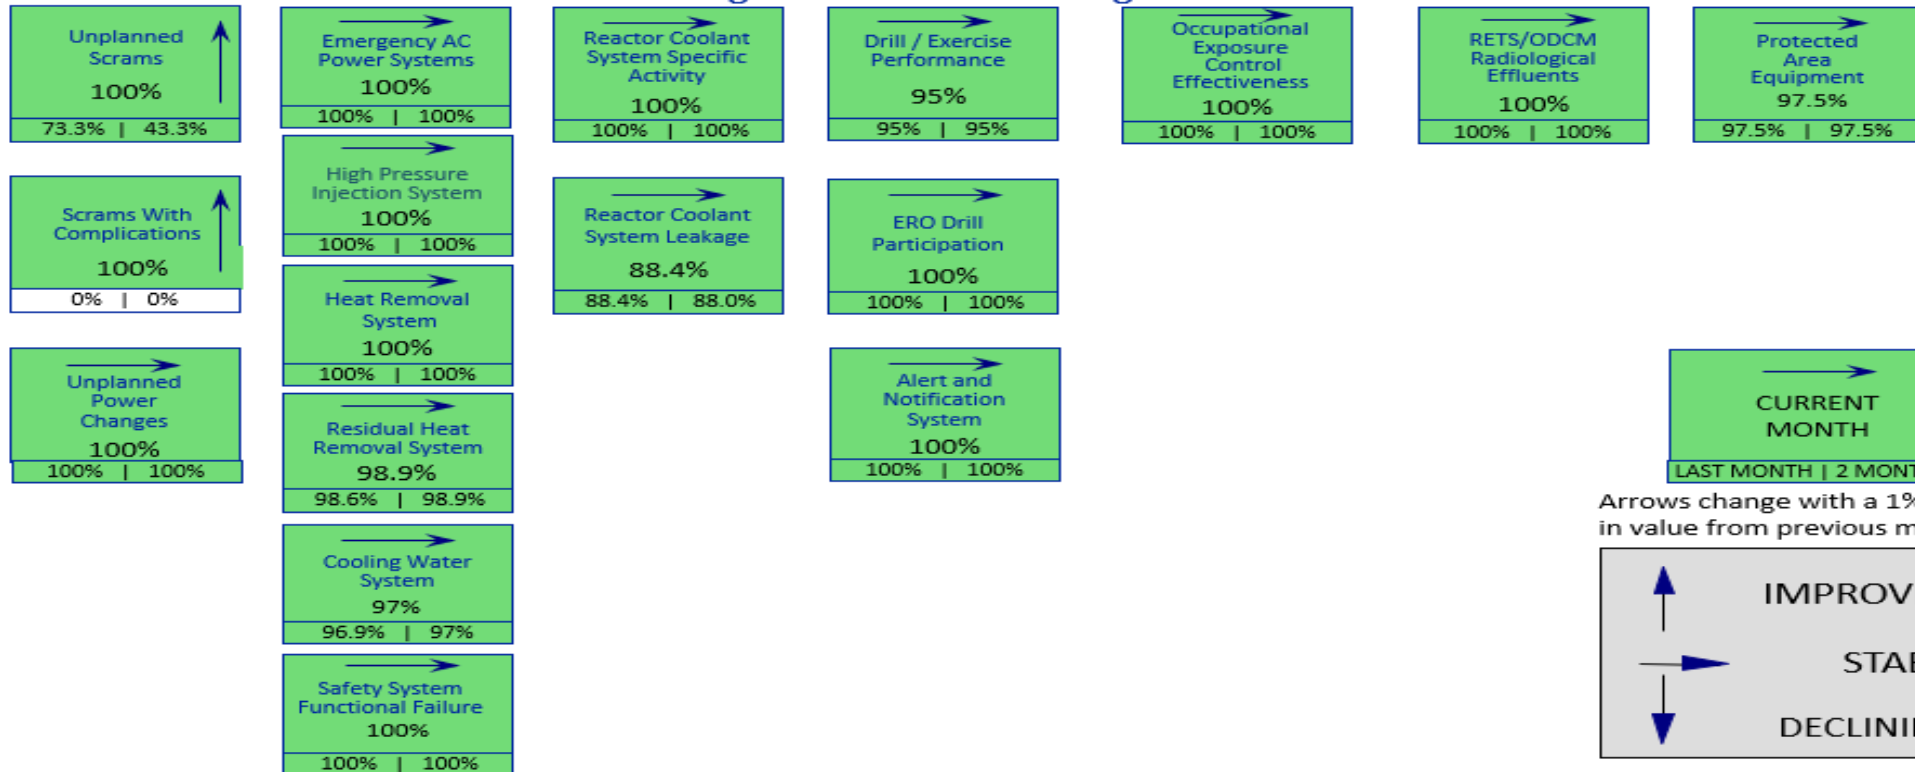 Unplanned
Scrams
100%
73.3% | 43.3%
Scrams With
Complications
100%
0% | 0%
Unplanned
Power
Changes
100%
100% | 100%
Emergency AC
Power Systems
100%
100% | 100%
High Pressure
Injection System
100%
100% | 100%
Heat Removal
System
100%
100% | 100%
Residual Heat
Removal System
98.9%
98.6% | 98.9%
Cooling Water
System
97%
96.9% | 97%
Safety System
Functional Failure
100%
100% | 100%
Reactor Coolant
System Specific
Activity
100%
100% | 100%
Reactor Coolant
System Leakage
88.4%
88.4% | 88.0%
Drill / Exercise
Performance
95%
95% | 95%
ERO Drill
Participation
100%
100% | 100%
Alert and
Notification
System
100%
100% | 100%
Occupational
Exposure
Control
Effectiveness
100%
100% | 100%
RETS/ODCM
Radiological
Effluents
100%
100% | 100%
Protected
Area
Equipment
97.5%
97.5% | 97.5%
CURRENT
MONTH
LAST MONTH | 2 MONT
Arrows change with a 1%
in value from previous m
IMPROV
STAB
DECLINI